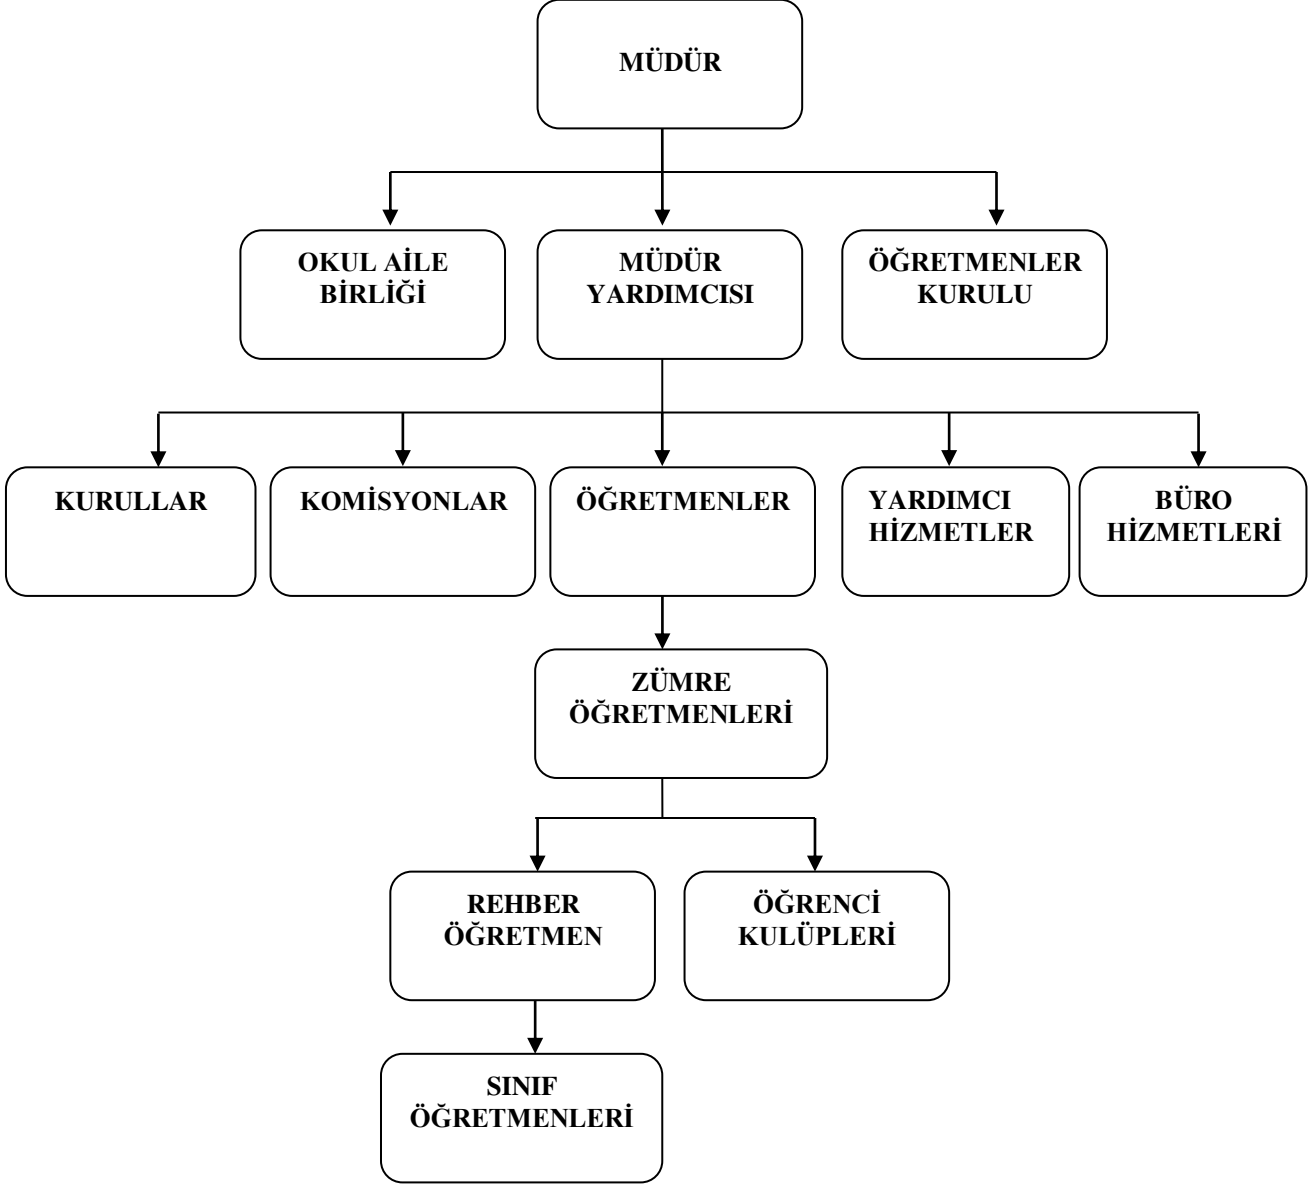 MÜDÜR
OKUL AİLE
BİRLİĞİ
MÜDÜR
YARDIMCISI
ÖĞRETMENLER
KURULU
KURULLAR
KOMİSYONLAR
ÖĞRETMENLER
YARDIMCI
HİZMETLER
BÜRO
HİZMETLERİ
ZÜMRE
ÖĞRETMENLERİ
REHBER
ÖĞRETMEN
ÖĞRENCİ
KULÜPLERİ
SINIF
ÖĞRETMENLERİ